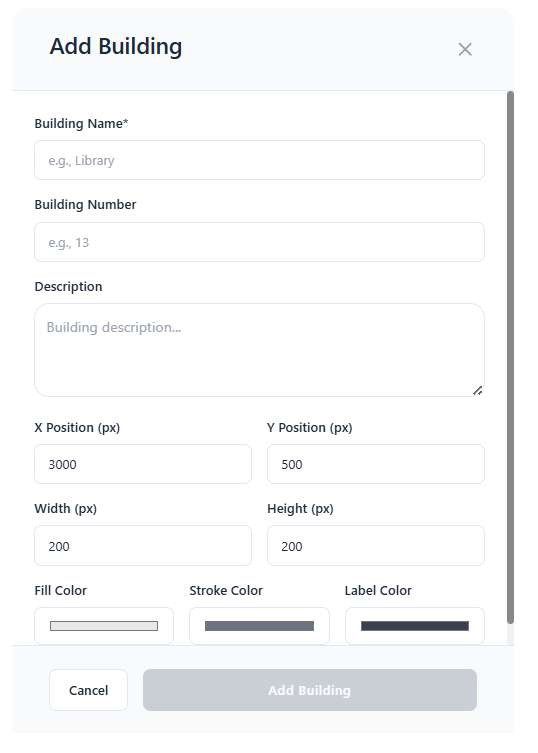 Add Building
Building Name*
e.g., Library
Building Number
e.g., 13
Description
Building description...
X Position (px) Y Position (px)
3000 500
Width (px) Height (px)
200 200
Fill Color Stroke Color Label Color
Cancel Add Building